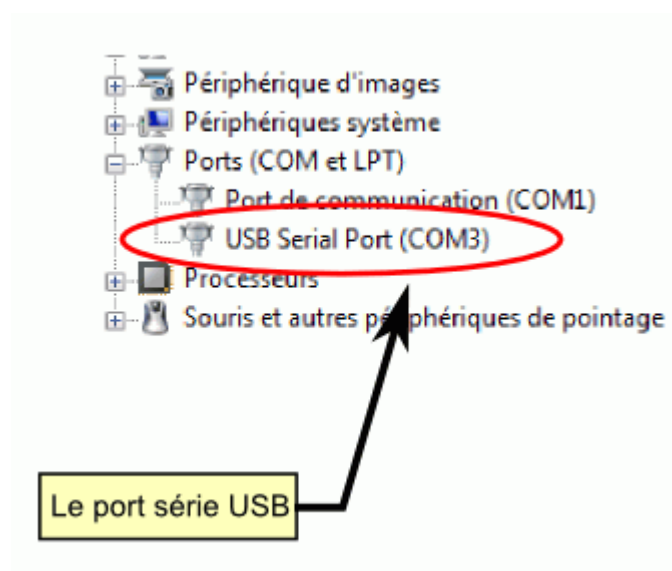 Périphérique d'images
Périphériques système
Ports (COM et LPT)
Port de communication (COM1)
USB Serial Port (COM3)
Processeurs
Souris et autres périphériques de pointage
Le port série USB